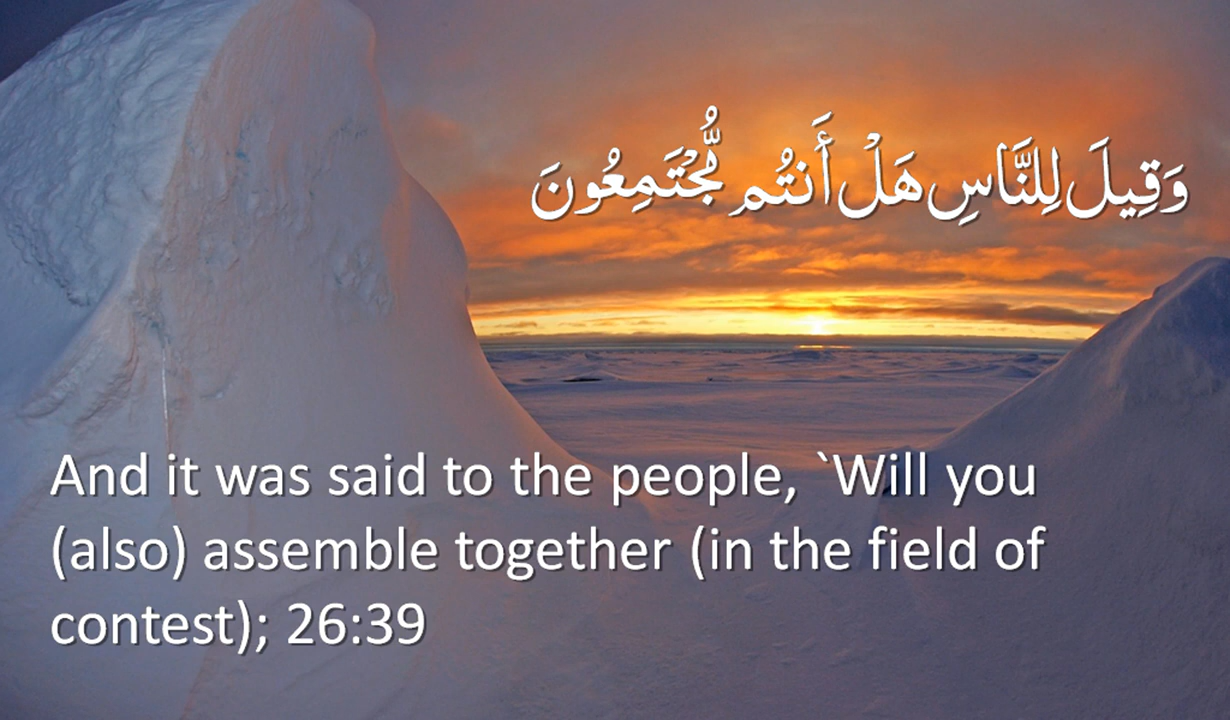 وَقِيلَ لِلنَّاسِ هَلْ أَنتُم مُّجْتَمِعُونَ
And it was said to the people, `Will you
(also) assemble together (in the field of
contest); 26:39